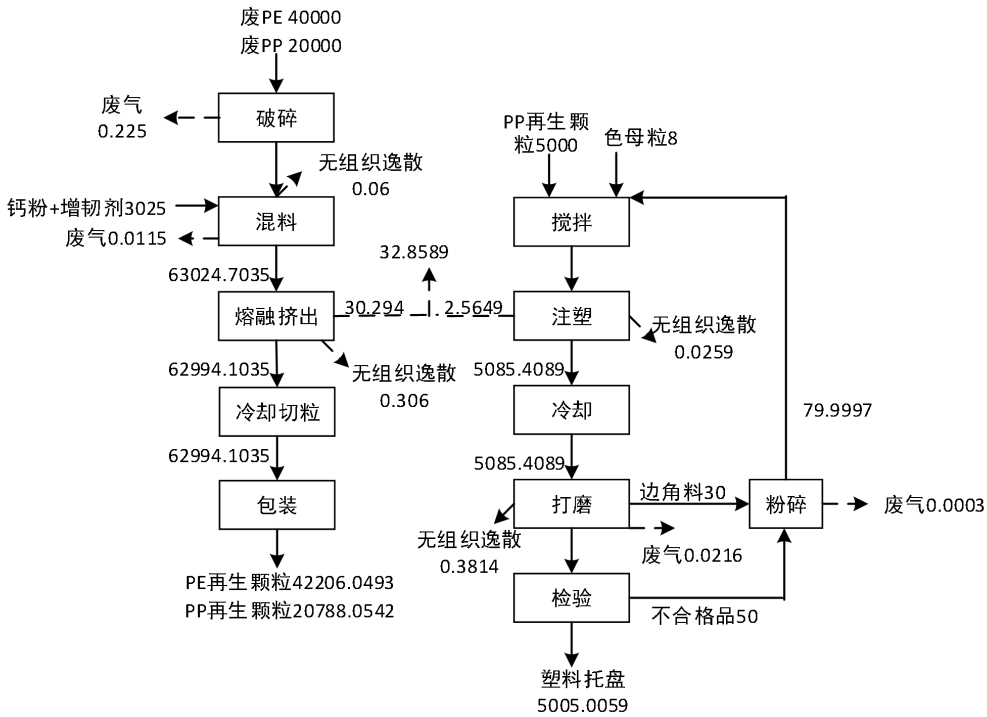 废PE 40000
废PP 20000
废气
0.225
破碎
无组织逸散
0.06
钙粉+增韧剂3025
废气0.0115
混料
63024.7035
熔融挤出
30.294
32.8589
2.5649
无组织逸散
0.306
62994.1035
冷却切粒
62994.1035
包装
PE再生颗粒42206.0493
PP再生颗粒20788.0542
PP再生颗
粒5000
色母粒8
搅拌
注塑
无组织逸散
0.0259
5085.4089
冷却
5085.4089
打磨
边角料30
粉碎
79.9997
废气0.0003
无组织逸散
0.3814
废气0.0216
检验
不合格品50
塑料托盘
5005.0059